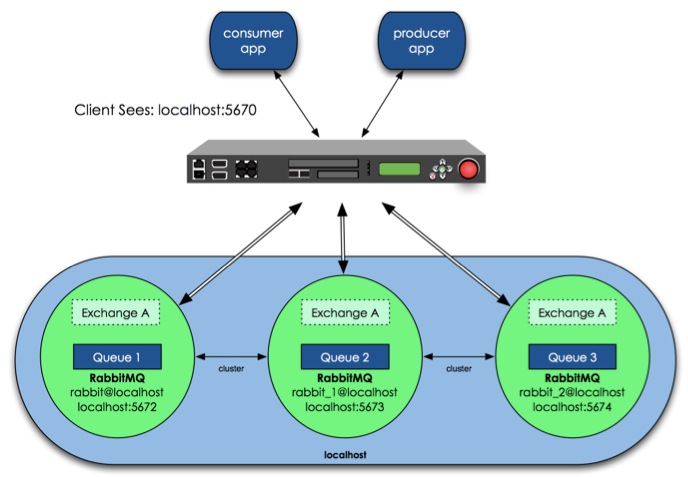 consumer
app
producer
app
Client Sees: localhost:5670
Exchange A
Exchange A
Exchange A
Queue 1
cluster
Queue 2
cluster
Queue 3
RabbitMQ
rabbit@localhost
localhost:5672
RabbitMQ
rabbit_1@localhost
localhost:5673
RabbitMQ
rabbit_2@localhost
localhost:5674
localhost